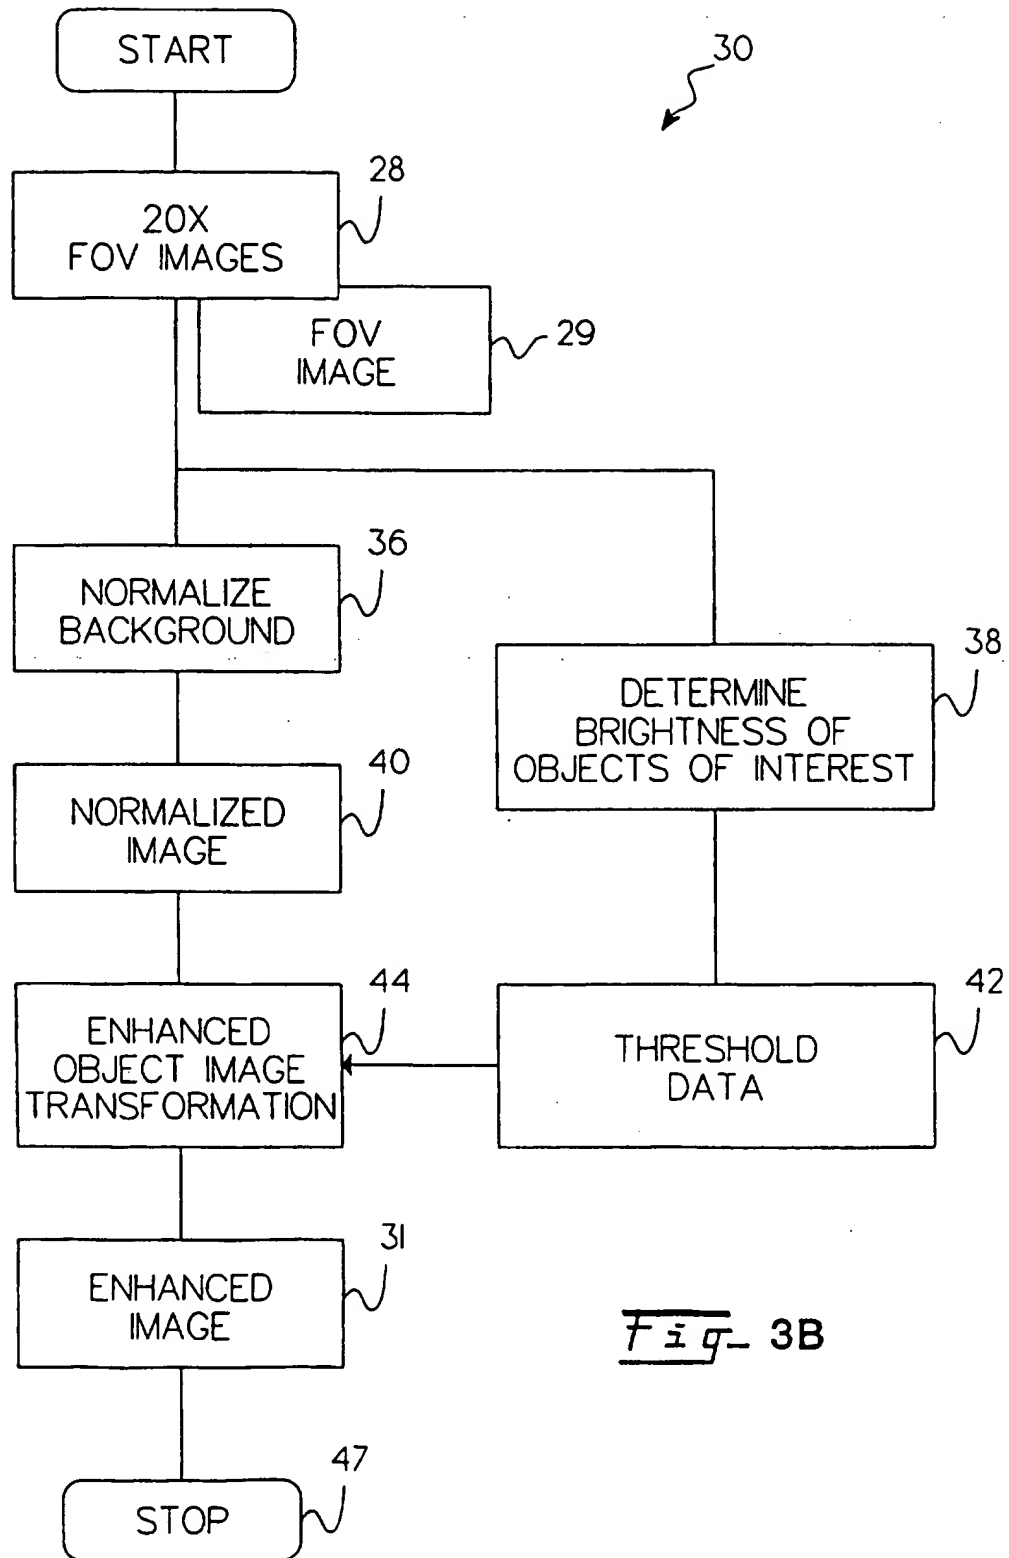 START
30
28
20X
FOV IMAGES
FOV
IMAGE
29
36
NORMALIZE
BACKGROUND
38
DETERMINE
BRIGHTNESS OF
OBJECTS OF INTEREST
40
NORMALIZED
IMAGE
44
ENHANCED
OBJECT IMAGE
TRANSFORMATION
42
THRESHOLD
DATA
31
ENHANCED
IMAGE
Fig- 3B
47
STOP